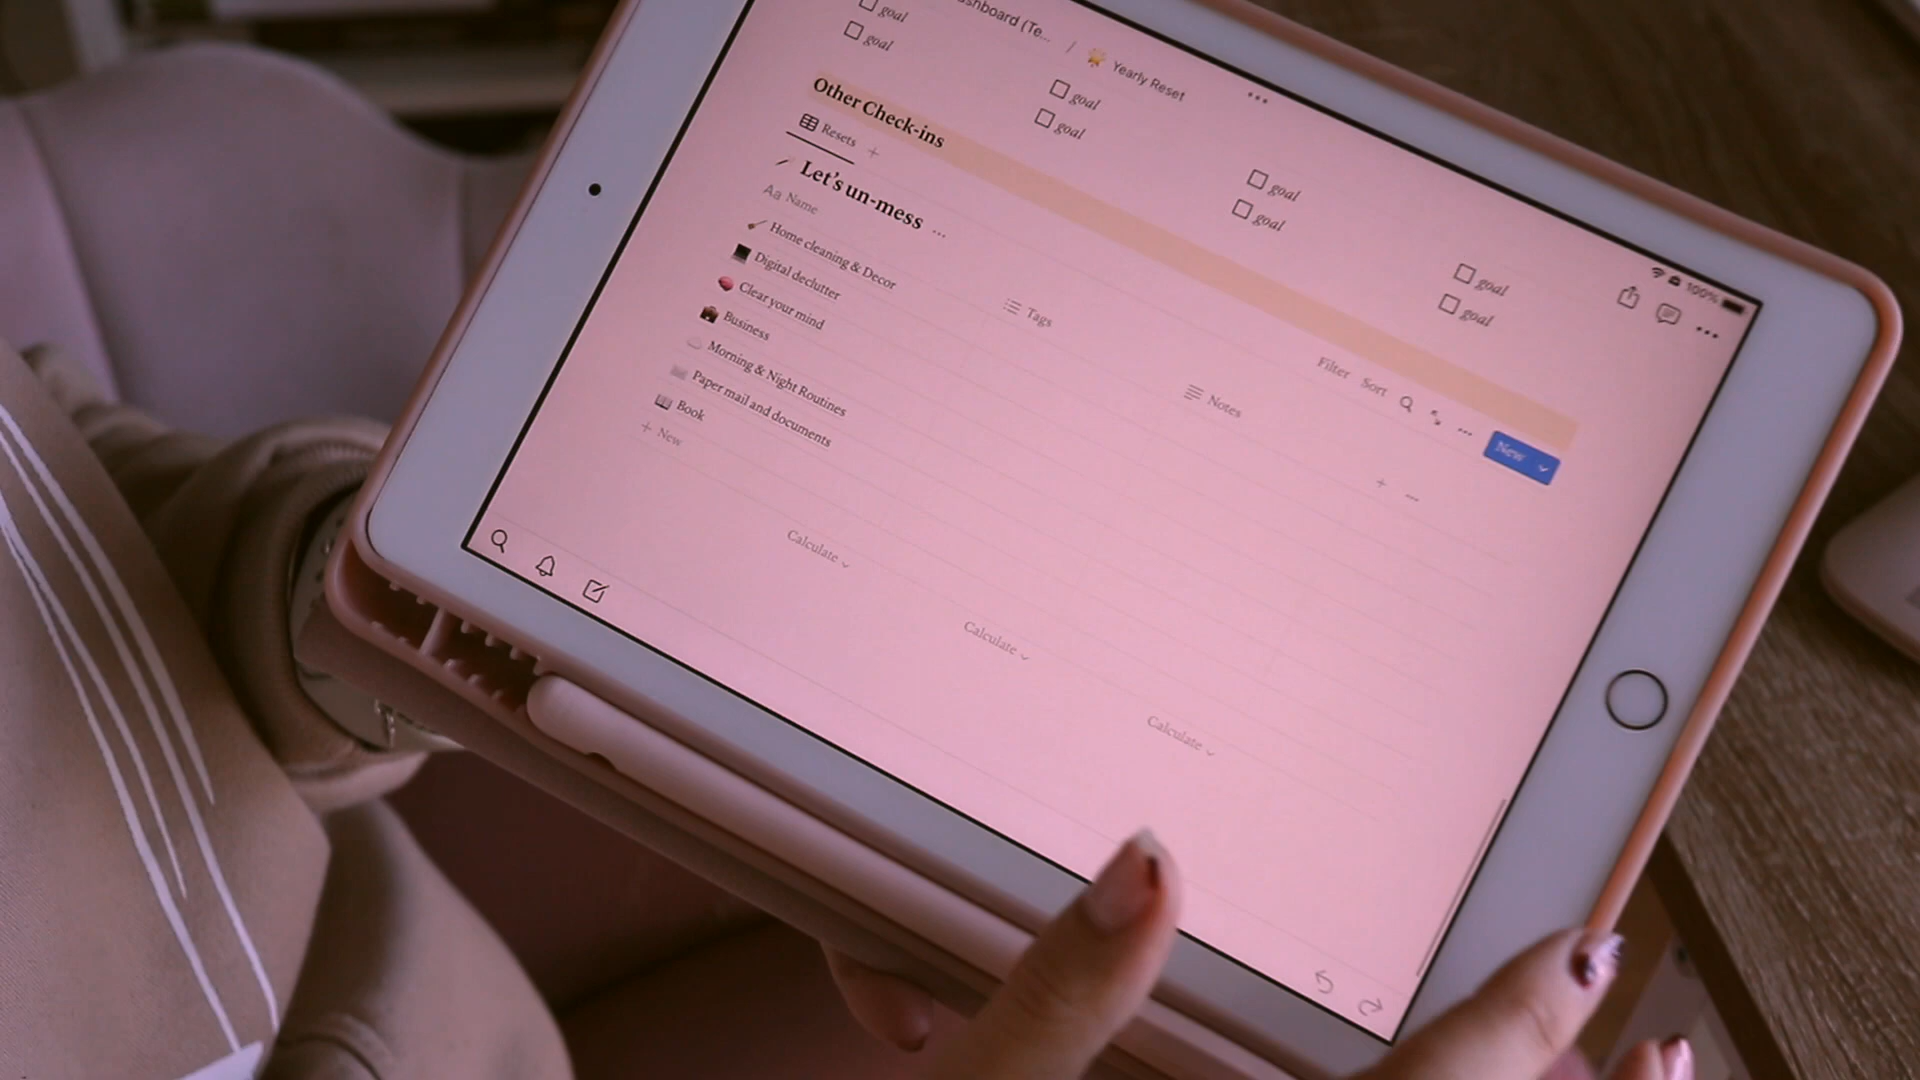 shboard (Te... / Yearly Reset
100%
goal
goal
goal
goal
goal
goal
goal
goal
Other Check-ins
Resets +
Let's un-mess ...
Filter Sort New
Aa Name
Tags
Notes
Home cleaning & Decor
Digital declutter
Clear your mind
Business
Morning & Night Routines
Paper mail and documents
Book
+ New
Calculate
Calculate
Calculate